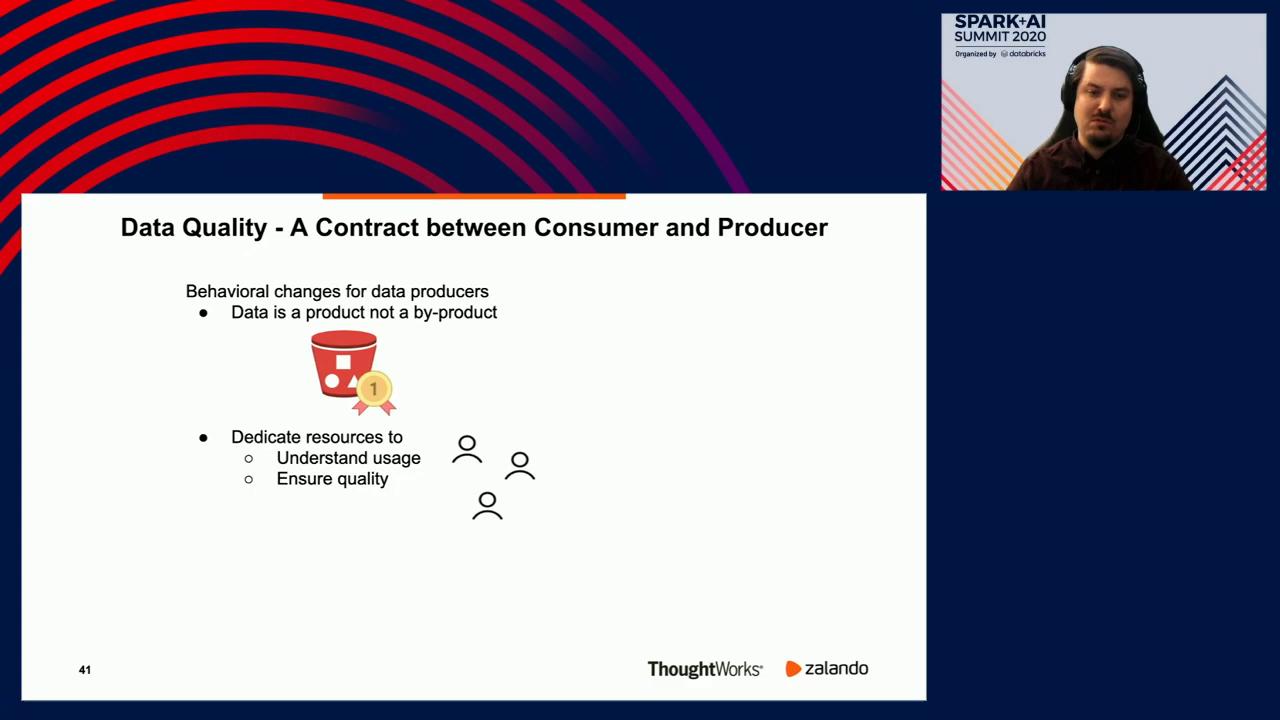 SPARK+AI
SUMMIT 2020
Organized by databricks
Data Quality - A Contract between Consumer and Producer
Behavioral changes for data producers
● Data is a product not a by-product
1
● Dedicate resources to
○ Understand usage
○ Ensure quality
41
ThoughtWorks®
zalando